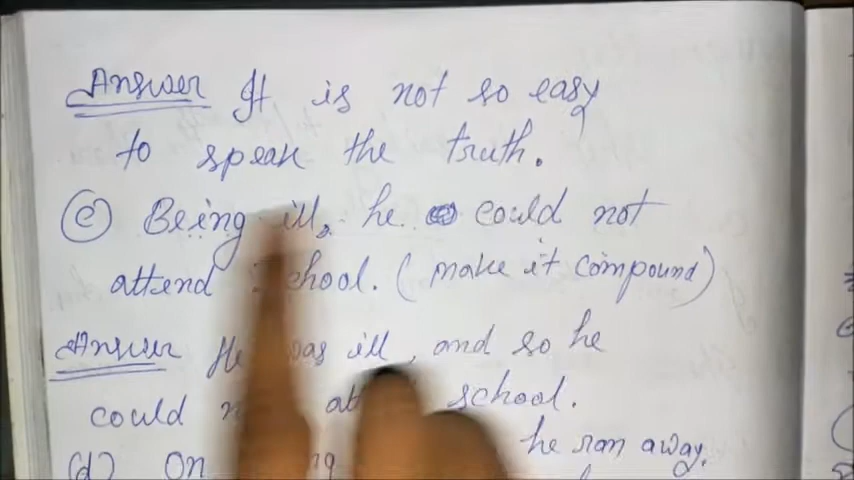 Answer It is not so easy
to speak the truth.
(c) Being ill, he could not
attend school. (make it compound)
Answer He was ill, and so he
could school.
(d) On he ran away.